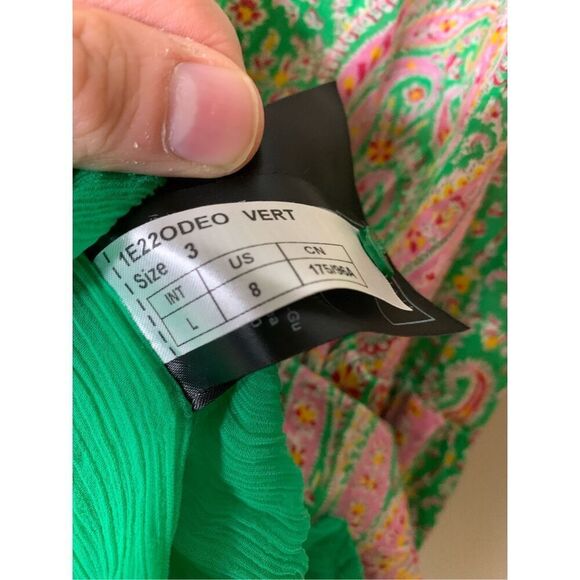 1E22ODEO VERT
Size 3
INT US CN
L 8 175/96A